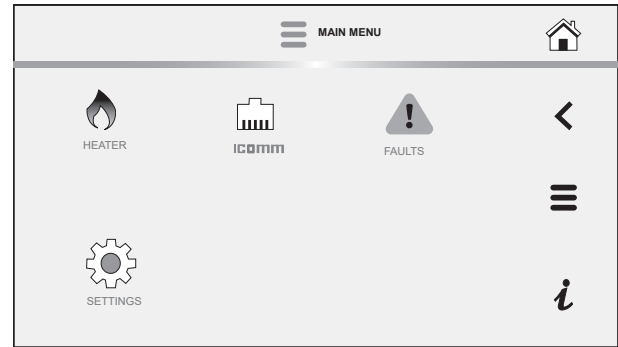 MAIN MENU
HEATER
ICOMM
FAULTS
SETTINGS
i